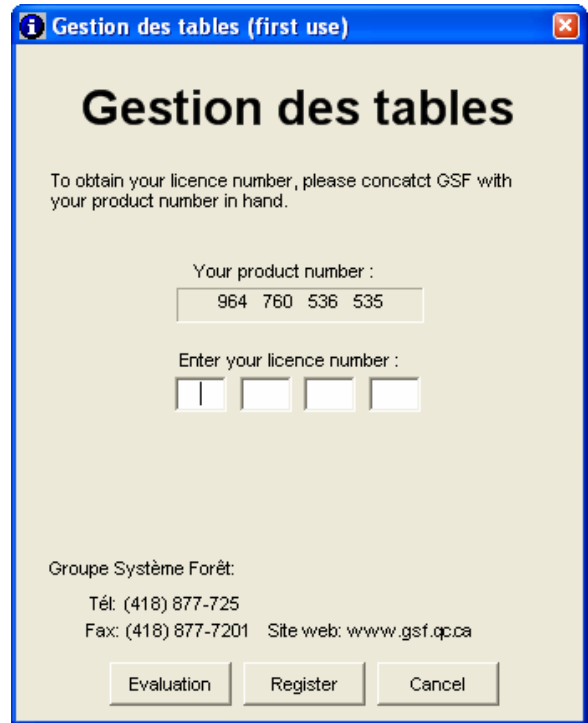 Gestion des tables (first use)
Gestion des tables
To obtain your licence number, please concatct GSF with
your product number in hand.
Your product number :
964 760 536 535
Enter your licence number :
Groupe Système Forêt:
Tél: (418) 877-725
Fax: (418) 877-7201 Site web: www.gsf.qc.ca
Evaluation Register Cancel